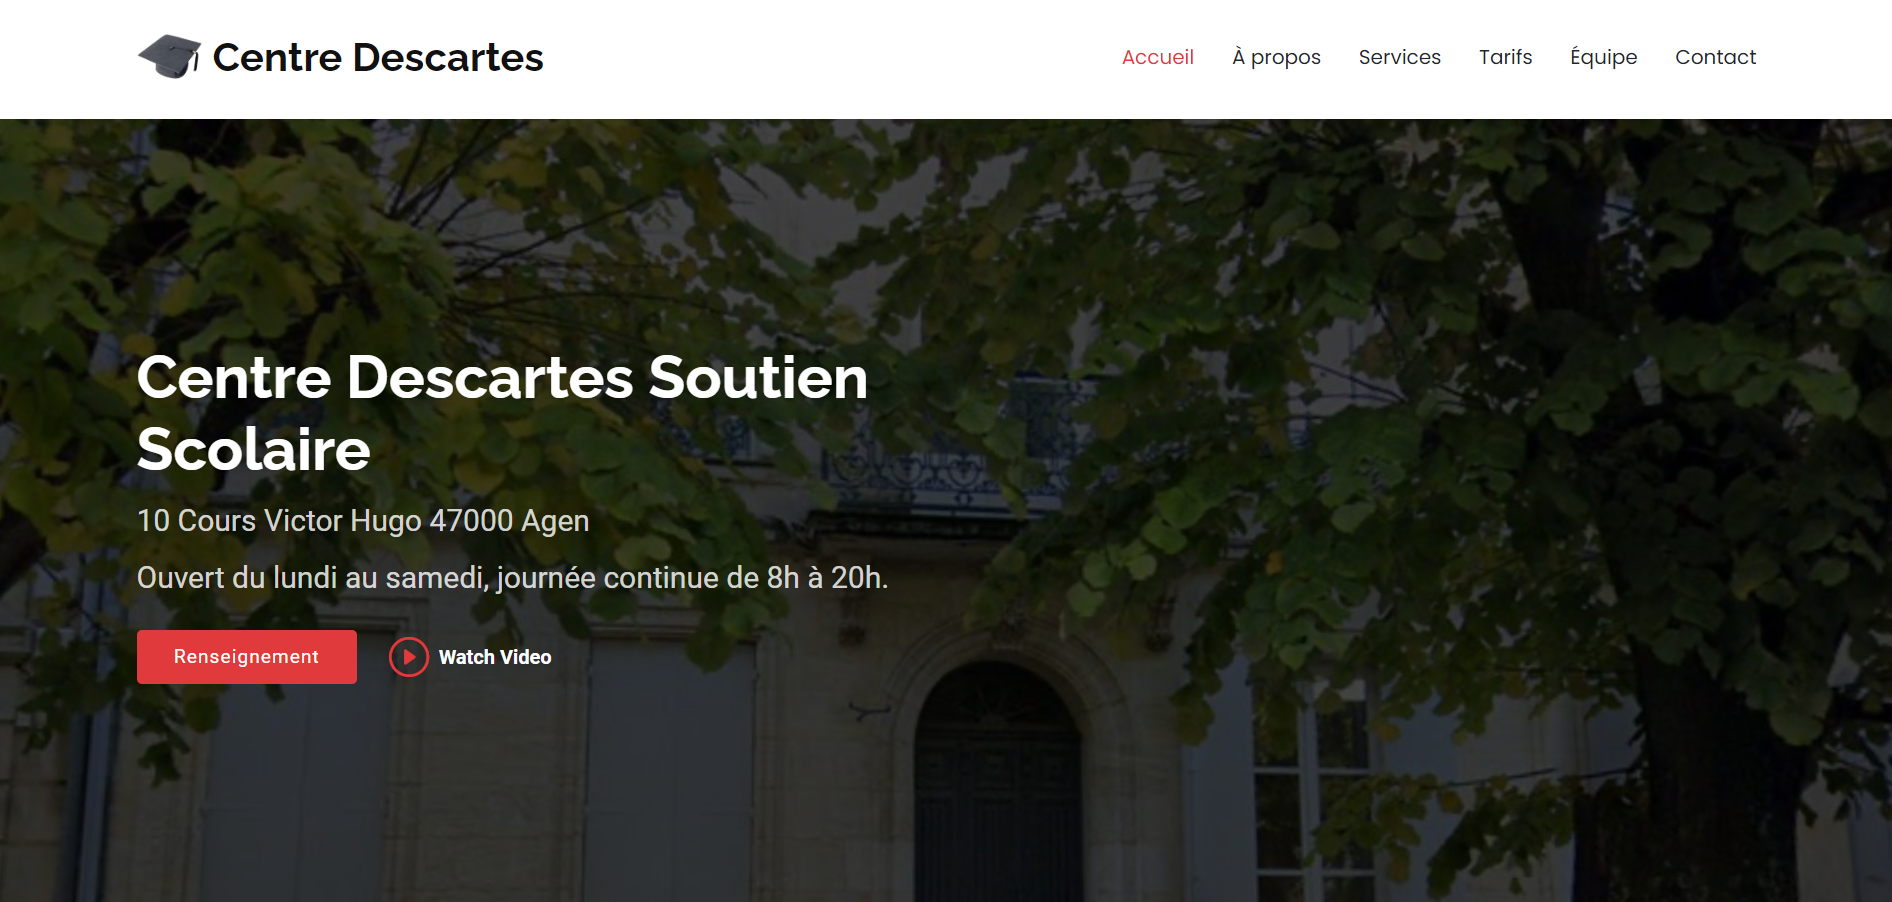 Centre Descartes
Accueil À propos Services Tarifs Équipe Contact
Centre Descartes Soutien
Scolaire
10 Cours Victor Hugo 47000 Agen
Ouvert du lundi au samedi, journée continue de 8h à 20h.
Renseignement
Watch Video